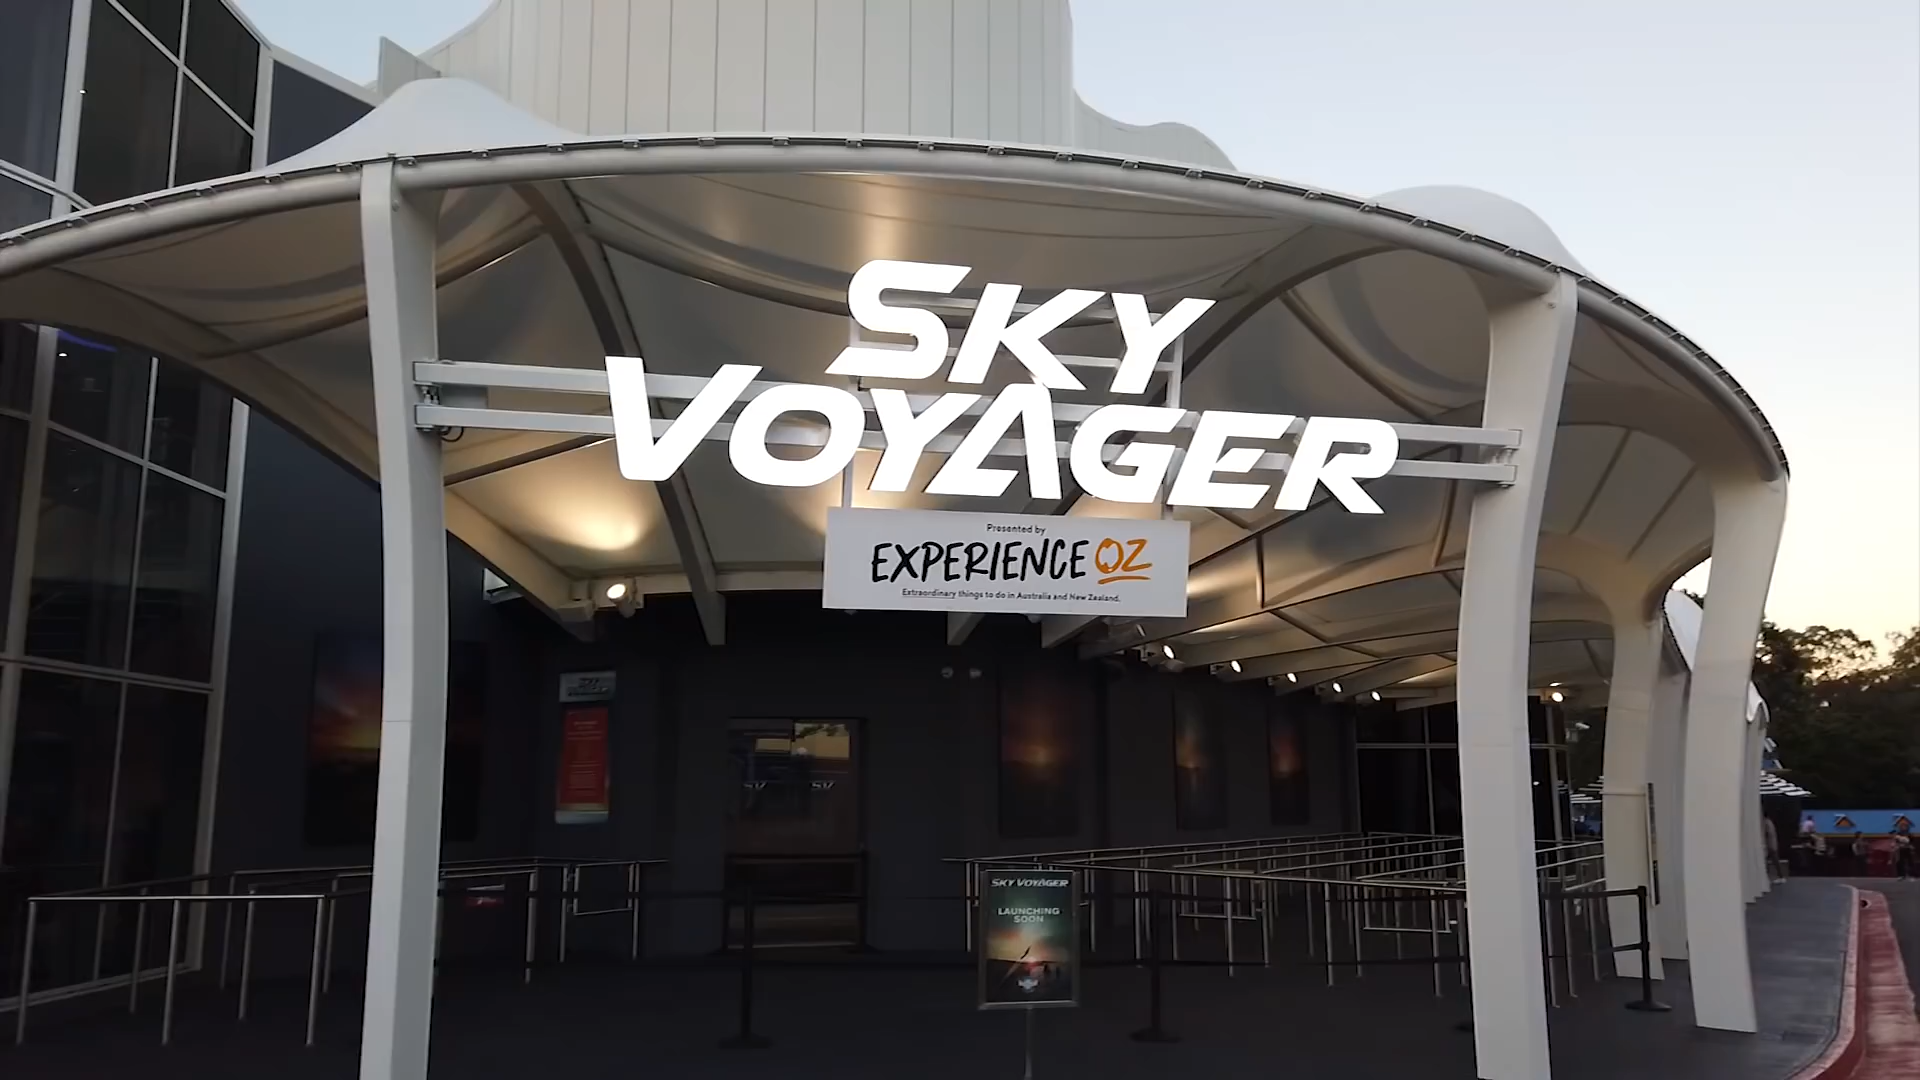 SKY
VOYAGER
Presented by
EXPERIENCE OZ
Extraordinary things to do in Australia and New Zealand.
SKY VOYAGER
LAUNCHING
SOON